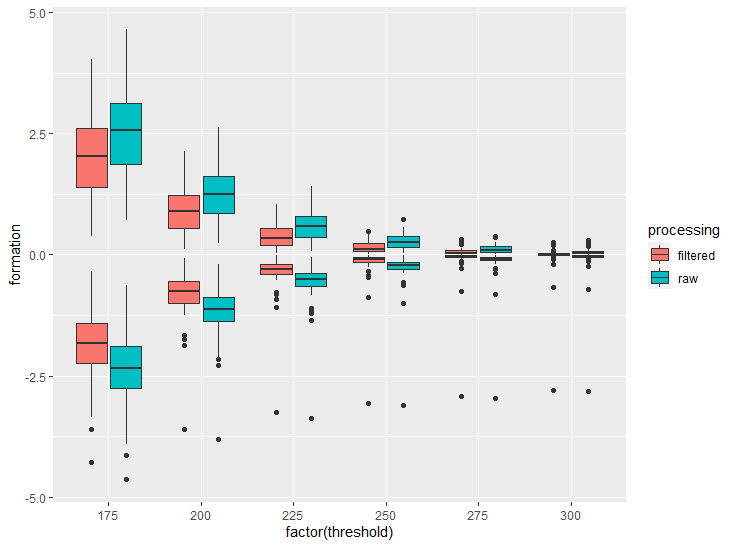 5.0
2.5
0.0
-2.5
-5.0
formation
175 200 225 250 275 300
factor(threshold)
processing
filtered
raw